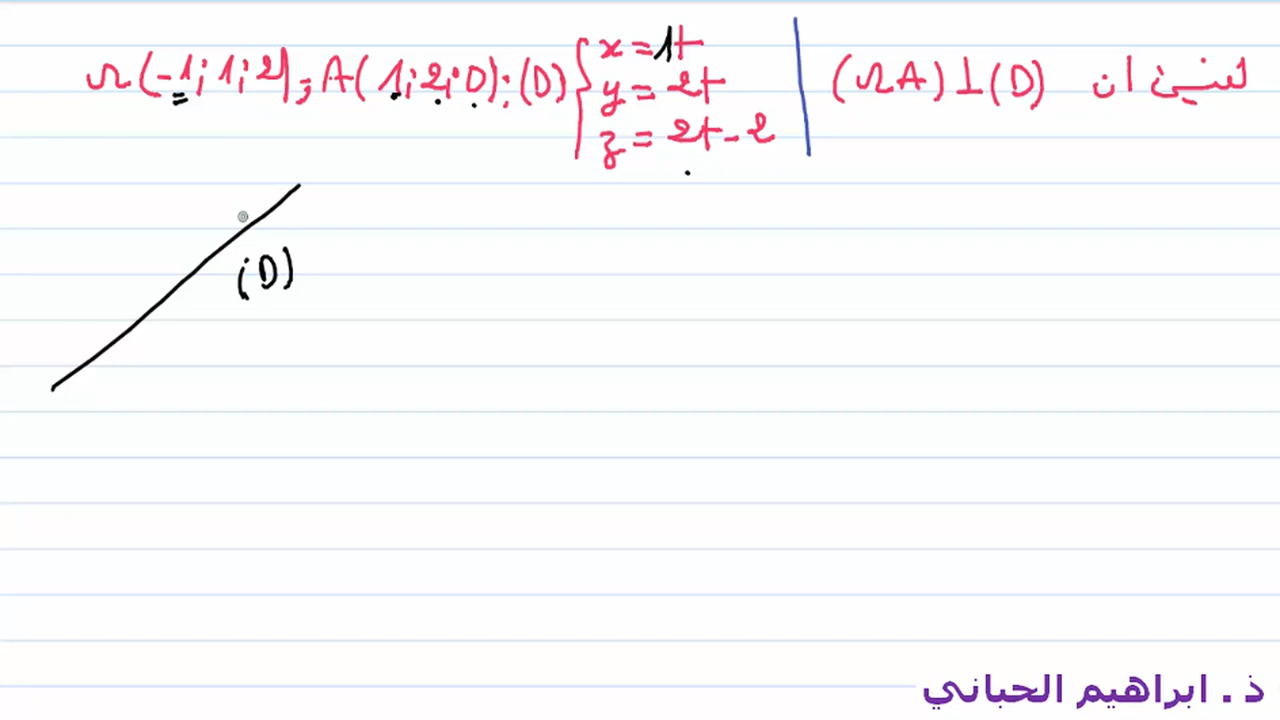 Ω(-1; 1; 2); A(1; 2; 0); (D) { x = 1t
y = 2t
z = 2t - 2
لنبين ان (ΩA) ⊥ (D)
(D)
ذ . ابراهيم الحباني